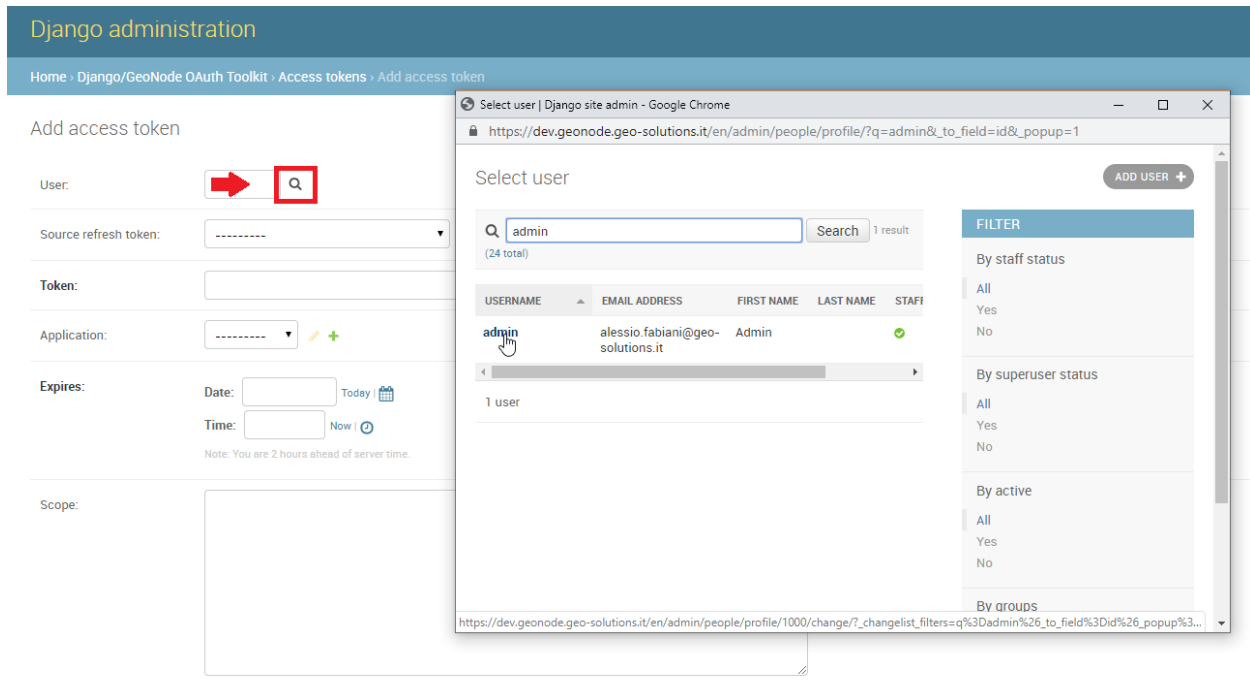 Django administration
Home › Django/GeoNode OAuth Toolkit › Access tokens › Add access token
Add access token
User:
Source refresh token:
---------
Token:
Application:
---------
Expires:
Date:
Today |
Time:
Now |
Note: You are 2 hours ahead of server time.
Scope:
Select user | Django site admin - Google Chrome
https://dev.geonode.geo-solutions.it/en/admin/people/profile/?q=admin&_to_field=id&_popup=1
Select user
ADD USER +
admin
Search
1 result
(24 total)
USERNAME EMAIL ADDRESS FIRST NAME LAST NAME STAFF
admin alessio.fabiani@geo- Admin
solutions.it
1 user
FILTER
By staff status
All
Yes
No
By superuser status
All
Yes
No
By active
All
Yes
No
By groups
https://dev.geonode.geo-solutions.it/en/admin/people/profile/1000/change/?_changelist_filters=q%3Dadmin%26_to_field%3Did%26_popup%3...